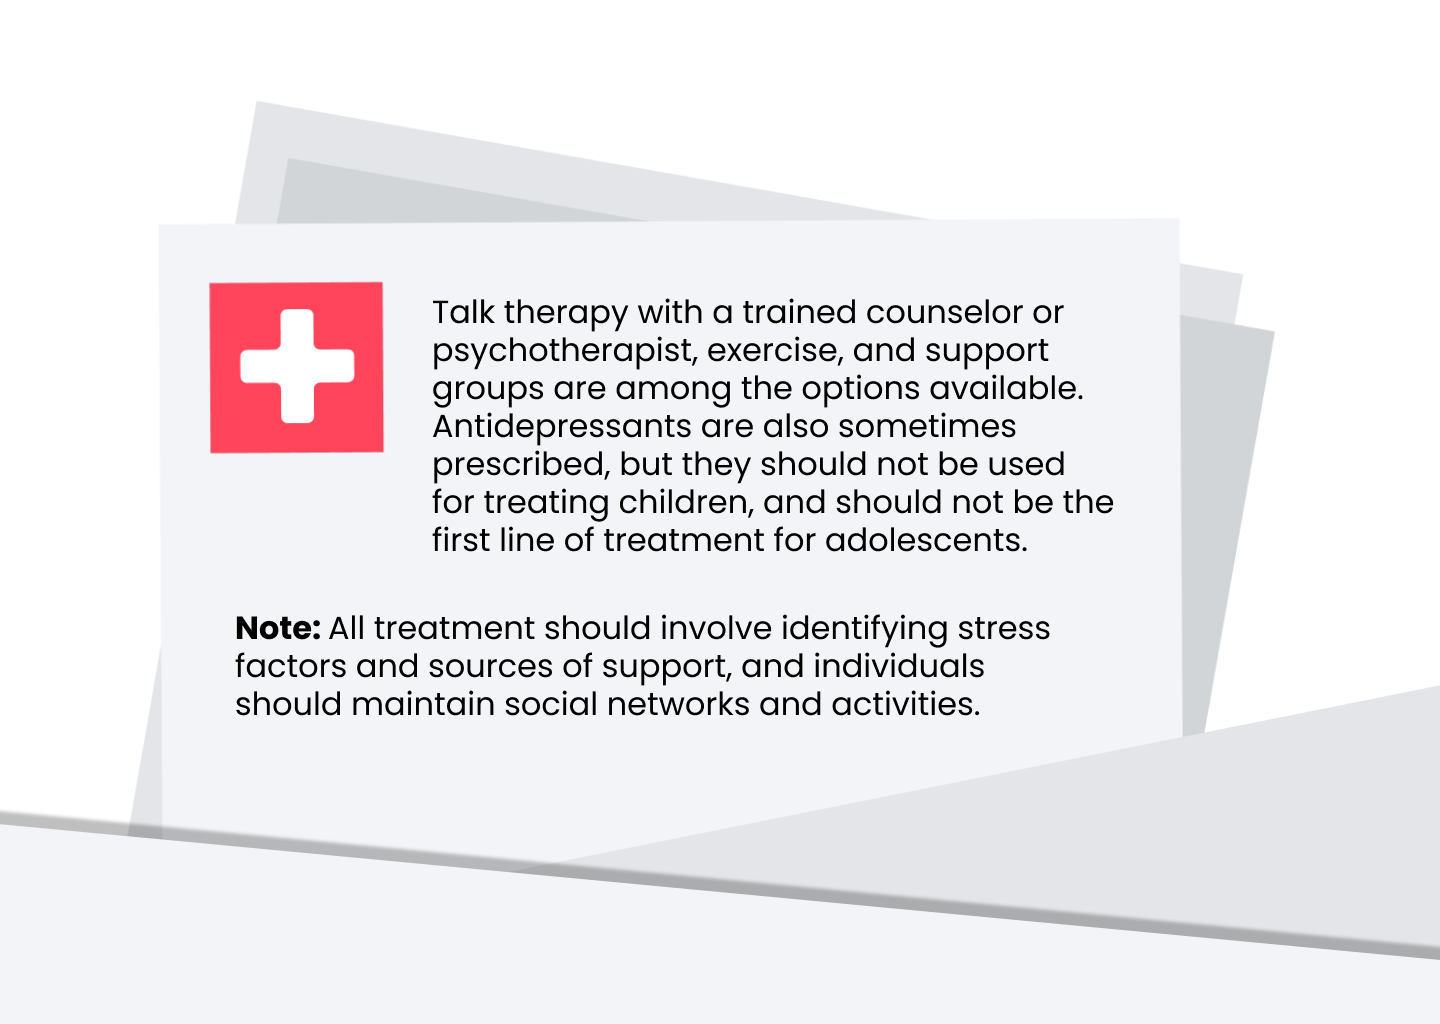 Talk therapy with a trained counselor or
psychotherapist, exercise, and support
groups are among the options available.
Antidepressants are also sometimes
prescribed, but they should not be used
for treating children, and should not be the
first line of treatment for adolescents.
Note: All treatment should involve identifying stress
factors and sources of support, and individuals
should maintain social networks and activities.